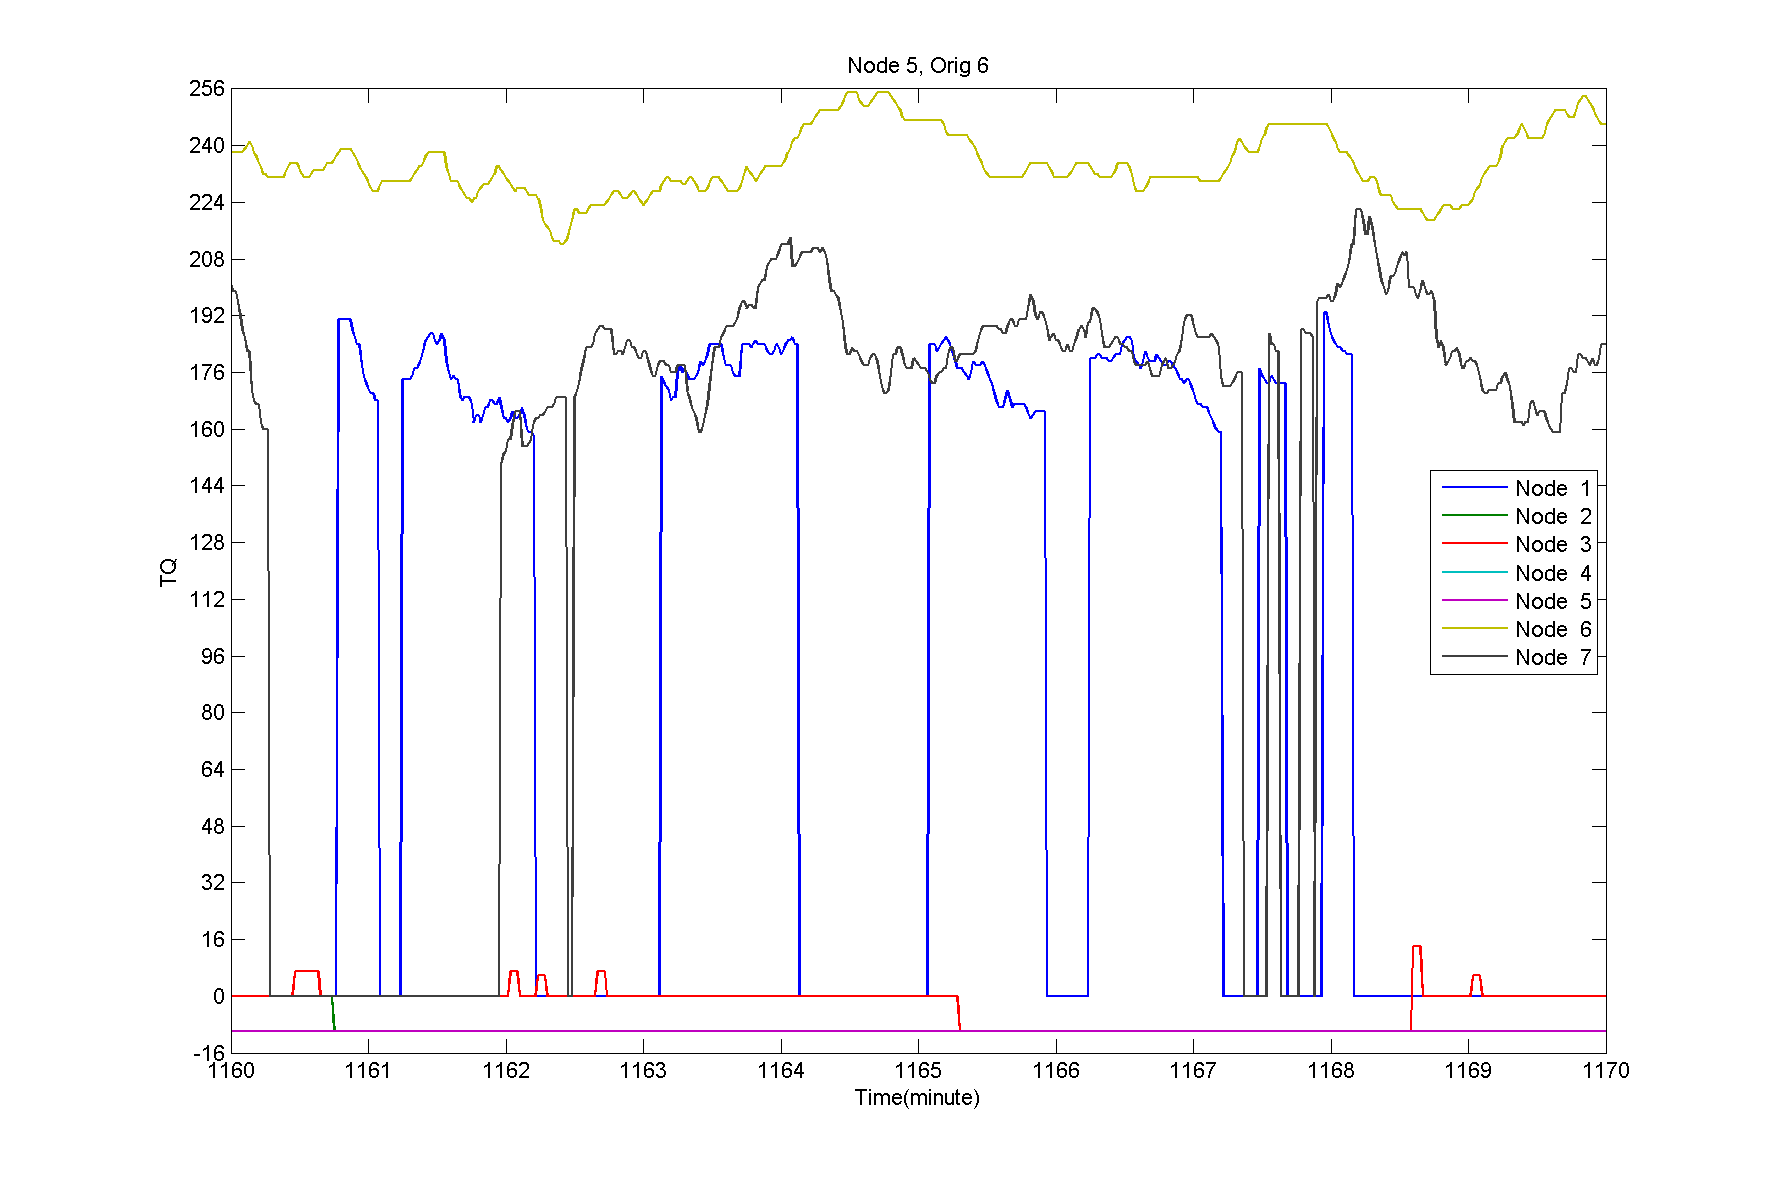 Node 5, Orig 6
256
240
224
208
192
176
160
144
128
112
96
80
64
48
32
16
0
-16
TQ
Node 1
Node 2
Node 3
Node 4
Node 5
Node 6
Node 7
1160 1161 1162 1163 1164 1165 1166 1167 1168 1169 1170
Time(minute)